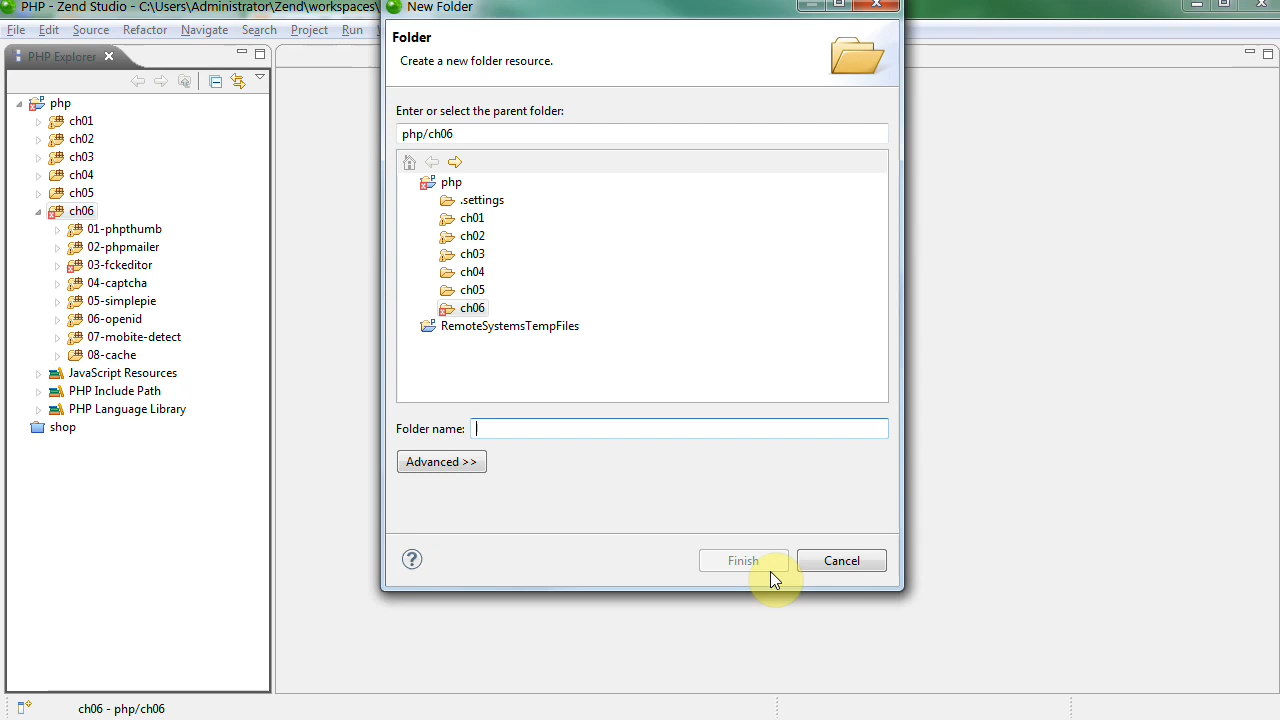 PHP - Zend Studio - C:\Users\Administrator\Zend\workspaces\
New Folder
File Edit Source Refactor Navigate Search Project Run
Folder
Create a new folder resource.
PHP Explorer
php
ch01
ch02
ch03
ch04
ch05
ch06
01-phpthumb
02-phpmailer
03-fckeditor
04-captcha
05-simplepie
06-openid
07-mobite-detect
08-cache
JavaScript Resources
PHP Include Path
PHP Language Library
shop
Enter or select the parent folder:
php/ch06
php
.settings
ch01
ch02
ch03
ch04
ch05
ch06
RemoteSystemsTempFiles
Folder name:
Advanced >>
Finish Cancel
ch06 - php/ch06